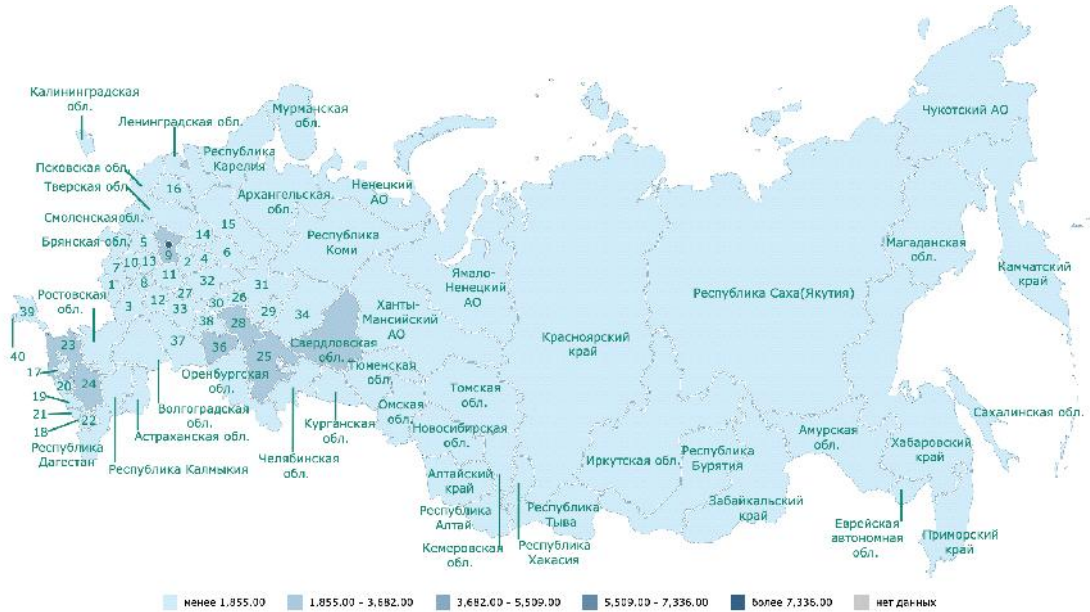 Чукотский АО
Калининградская
обл.
Мурманская
обл.
Ленинградская обл.
Республика
Карелия
Псковская обл.
Тверская обл.
16
Архангельская
обл.
Ненецкий
АО
Смоленскаяобл.
15
14
Республика
Коми
Брянская обл.
5
6
9
2
4
7
10
13
Магаданская
обл.
Камчатский
край
11
Ямало-
Ненецкий
АО
1
8
32
31
Республика Саха(Якутия)
Ростовская
обл.
3
12
27
26
30
33
29
34
Ханты-
Мансийский
АО
39
38
28
Красноярский
край
40
23
37
36
25
Свердловская
обл.
Тюменская
обл.
17
20
24
Оренбургская
обл.
Томская
обл.
19
21
18
22
Волгоградская
обл.
Омская
обл.
Сахалинская обл.
Астраханская обл.
Курганская
обл.
Новосибирская
обл.
Амурская
обл.
Хабаровский
край
Республика
Дагестан
Республика Калмыкия
Челябинская
обл.
Иркутская обл.
Республика
Бурятия
Алтайский
край
Забайкальский
край
Республика
Алтай
Республика
Тыва
Еврейская
автономная
обл.
Приморский
край
Кемеровская
обл.
Республика
Хакасия
менее 1,855.00
1,855.00 - 3,682.00
3,682.00 - 5,509.00
5,509.00 - 7,336.00
более 7,336.00
нет данных